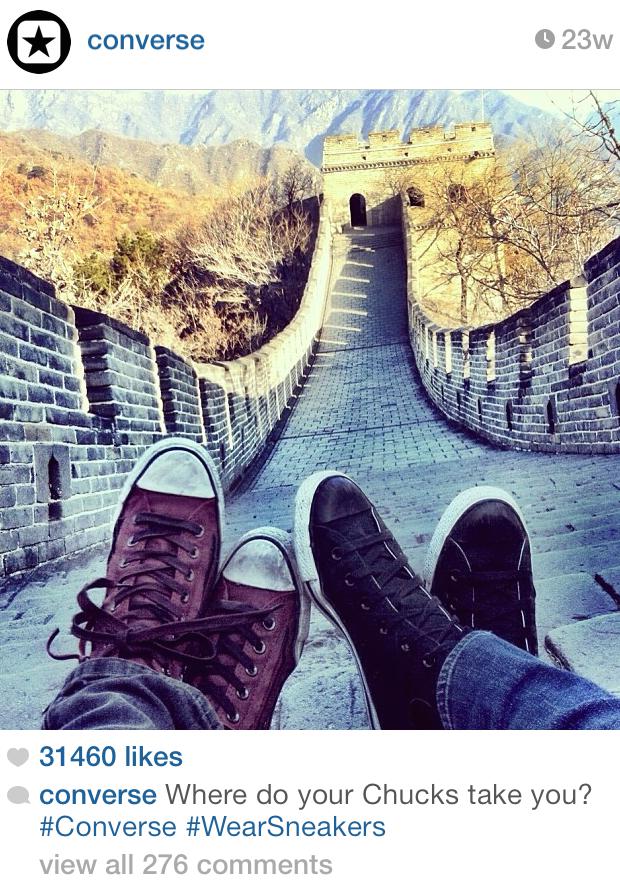 converse
23w
31460 likes
converse Where do your Chucks take you?
#Converse #WearSneakers
view all 276 comments